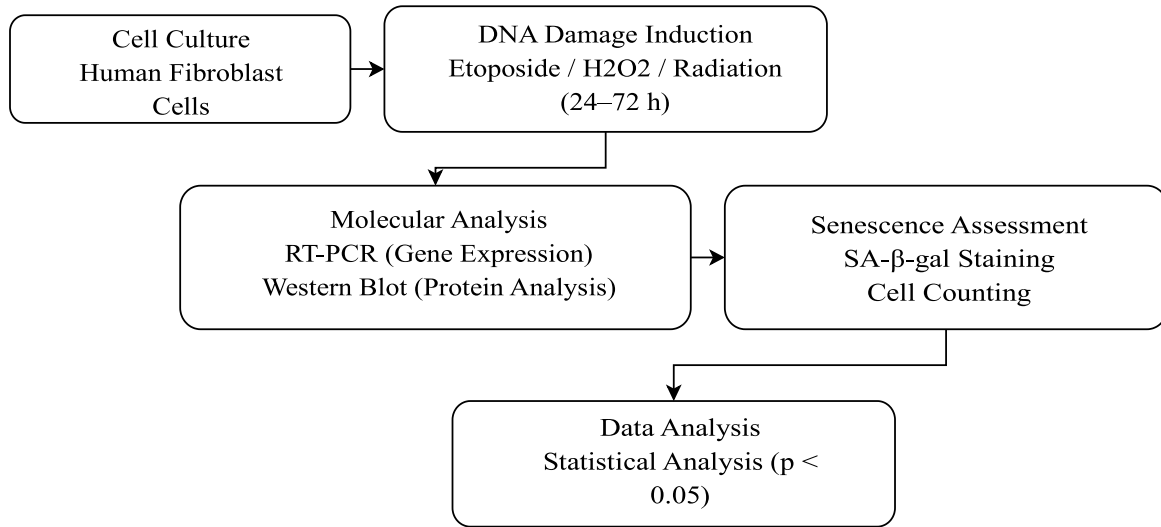 Cell Culture
Human Fibroblast
Cells
DNA Damage Induction
Etoposide / H2O2 / Radiation
(24–72 h)
Molecular Analysis
RT-PCR (Gene Expression)
Western Blot (Protein Analysis)
Senescence Assessment
SA-β-gal Staining
Cell Counting
Data Analysis
Statistical Analysis (p <
0.05)